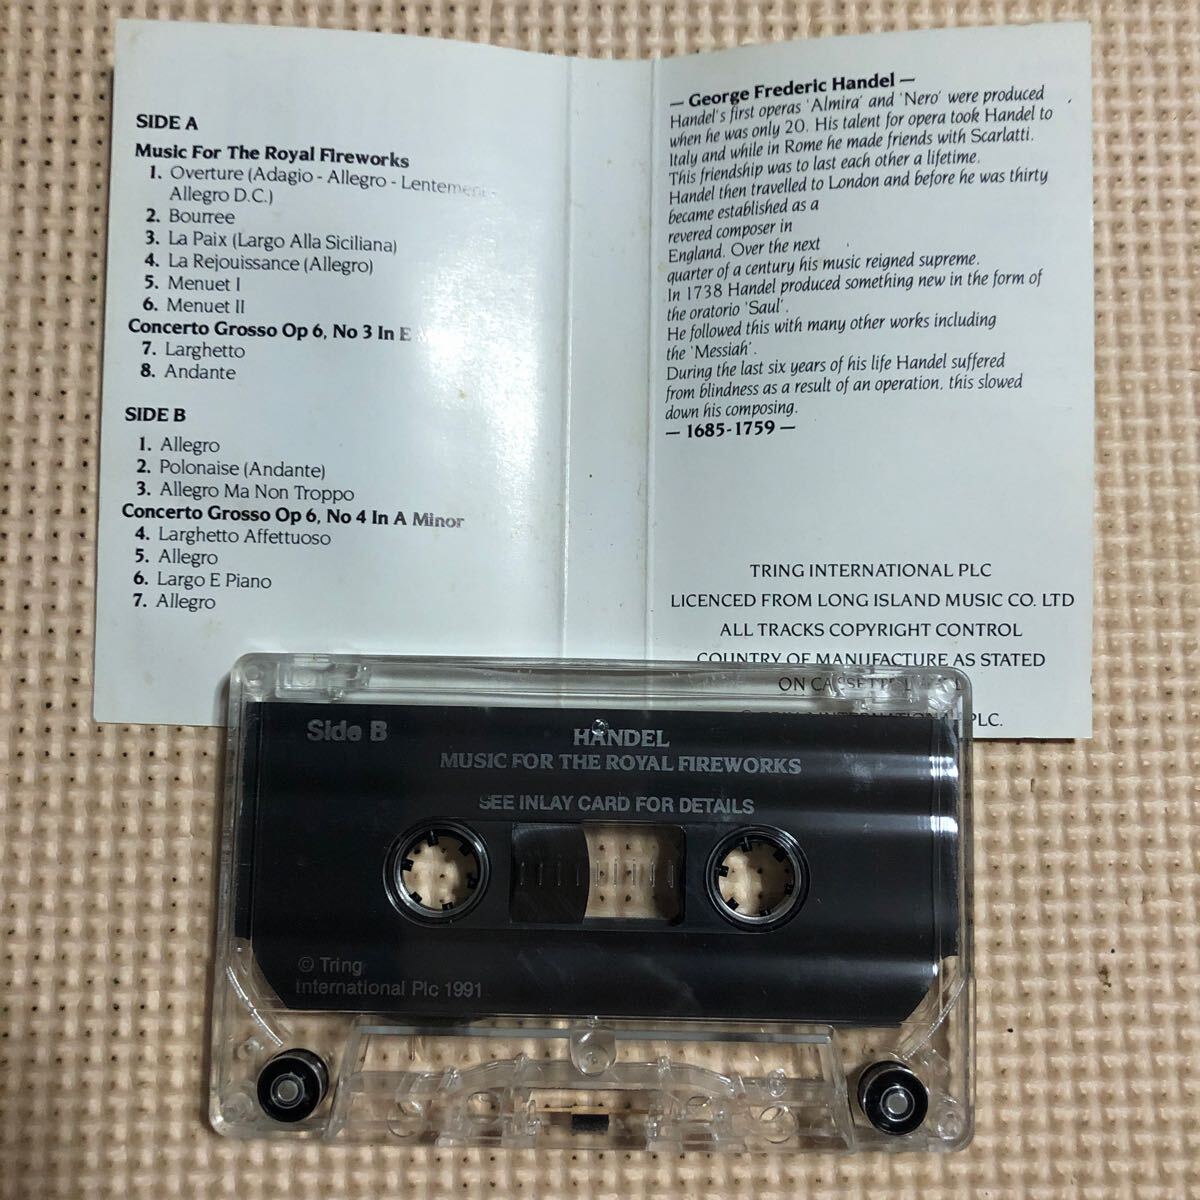 SIDE A
Music For The Royal Fireworks
1. Overture (Adagio - Allegro - Lentement -
Allegro D.C.)
2. Bourree
3. La Paix (Largo Alla Siciliana)
4. La Rejouissance (Allegro)
5. Menuet I
6. Menuet II
Concerto Grosso Op 6, No 3 In E
7. Larghetto
8. Andante
SIDE B
1. Allegro
2. Polonaise (Andante)
3. Allegro Ma Non Troppo
Concerto Grosso Op 6, No 4 In A Minor
4. Larghetto Affettuoso
5. Allegro
6. Largo E Piano
7. Allegro
— George Frederic Handel —
Handel's first operas 'Almira' and 'Nero' were produced
when he was only 20. His talent for opera took Handel to
Italy and while in Rome he made friends with Scarlatti.
This friendship was to last each other a lifetime.
Handel then travelled to London and before he was thirty
became established as a
revered composer in
England. Over the next
quarter of a century his music reigned supreme.
In 1738 Handel produced something new in the form of
the oratorio 'Saul'.
He followed this with many other works including
the 'Messiah'.
During the last six years of his life Handel suffered
from blindness as a result of an operation, this slowed
down his composing.
— 1685-1759 —
TRING INTERNATIONAL PLC
LICENCED FROM LONG ISLAND MUSIC CO. LTD
ALL TRACKS COPYRIGHT CONTROL
COUNTRY OF MANUFACTURE AS STATED
ON CASSETTE
INTERNATIONAL PLC.
Side B
HANDEL
MUSIC FOR THE ROYAL FIREWORKS
SEE INLAY CARD FOR DETAILS
© Tring
International Plc 1991